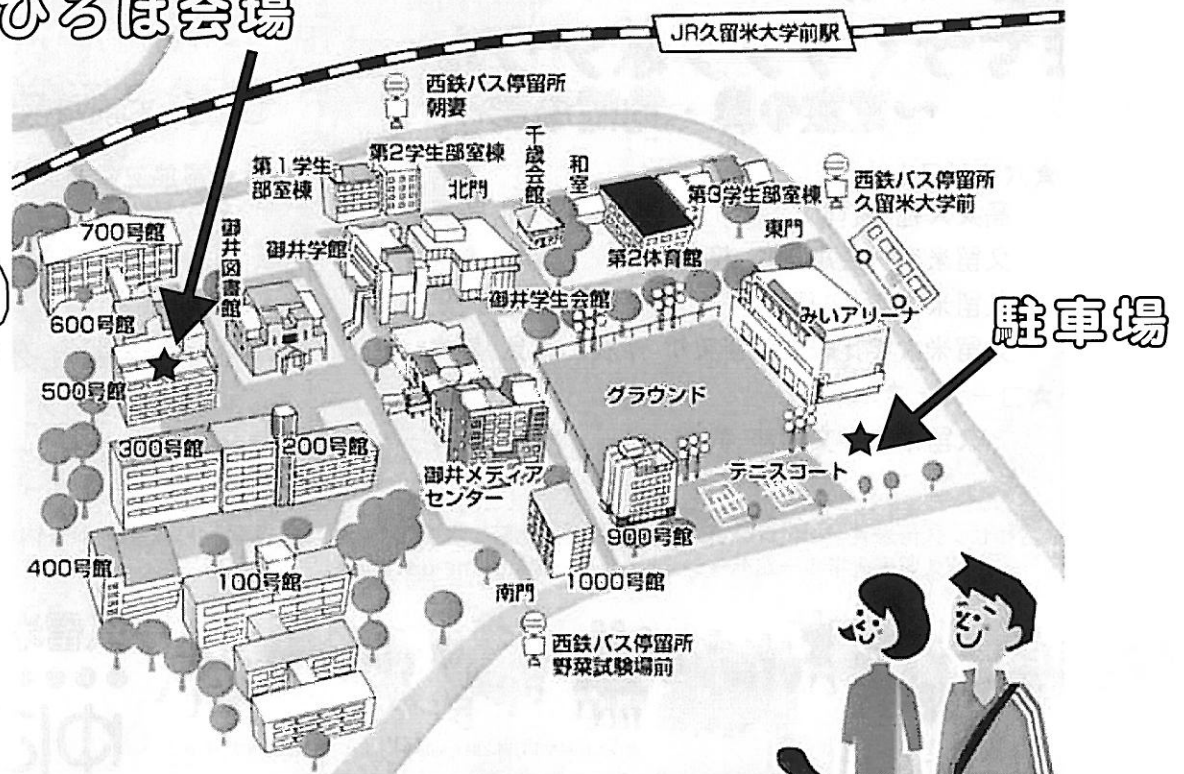 ひろば会場
JR久留米大学前駅
西鉄バス停留所
朝妻
第1学生
部室棟
第2学生部室棟
北門
千歳会館
和室
第3学生部室棟
西鉄バス停留所
久留米大学前
東門
700号館
御井図書館
御井学館
第2体育館
御井学生会館
みいアリーナ
駐車場
600号館
500号館
グラウンド
300号館
200号館
御井メディア
センター
テニスコート
900号館
400号館
100号館
1000号館
南門
西鉄バス停留所
野菜試験場前